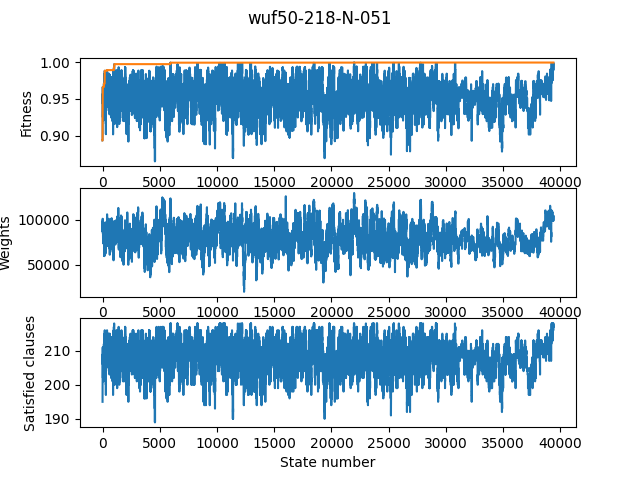 wuf50-218-N-051
1.00
0.95
0.90
Fitness
0 5000 10000 15000 20000 25000 30000 35000 40000
100000
50000
Weights
0 5000 10000 15000 20000 25000 30000 35000 40000
210
200
190
Satisfied clauses
0 5000 10000 15000 20000 25000 30000 35000 40000
State number